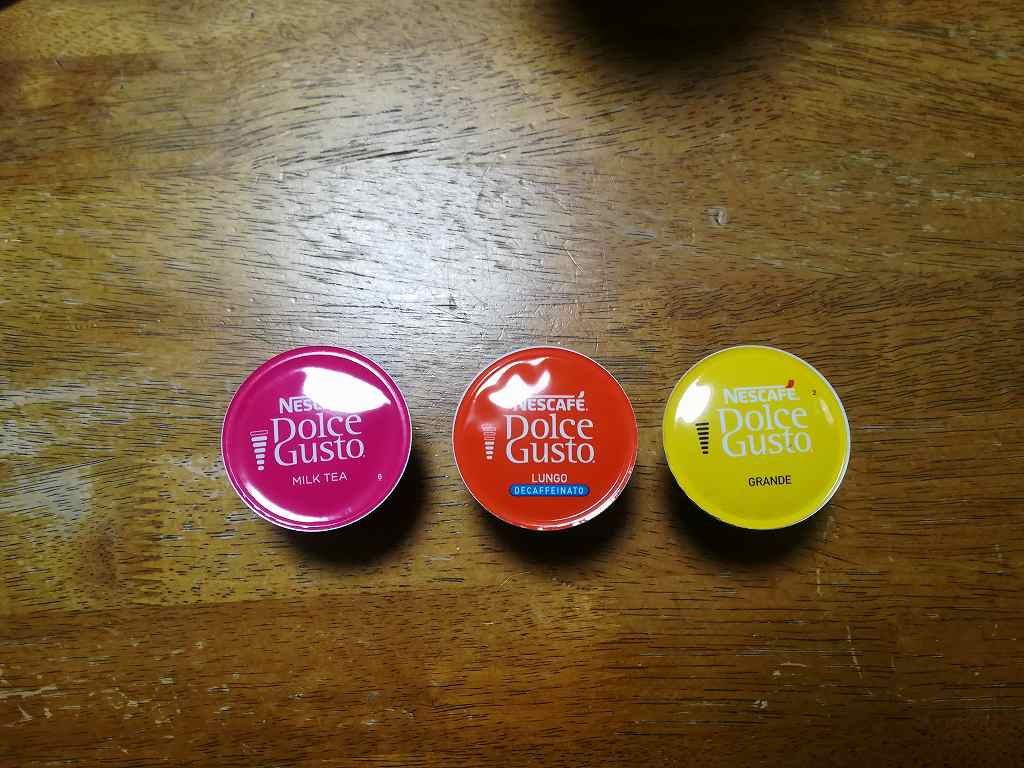 NESCAFÉ
Dolce
Gusto
MILK TEA
NESCAFÉ
Dolce
Gusto
LUNGO
DECAFFEINATO
NESCAFÉ
Dolce
Gusto
GRANDE